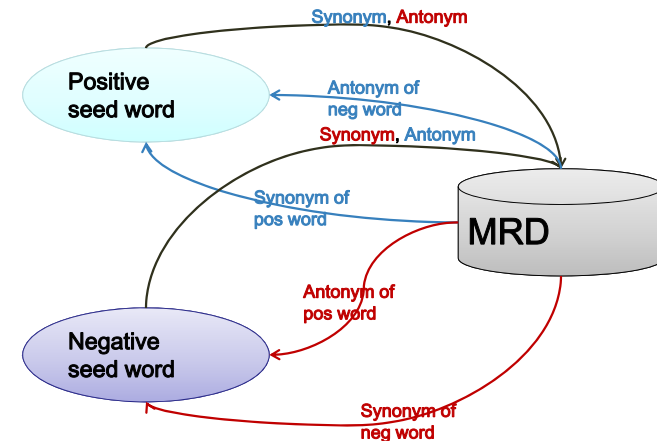 Synonym, Antonym
Positive
seed word
Antonym of
neg word
Synonym, Antonym
Synonym of
pos word
MRD
Antonym of
pos word
Negative
seed word
Synonym of
neg word